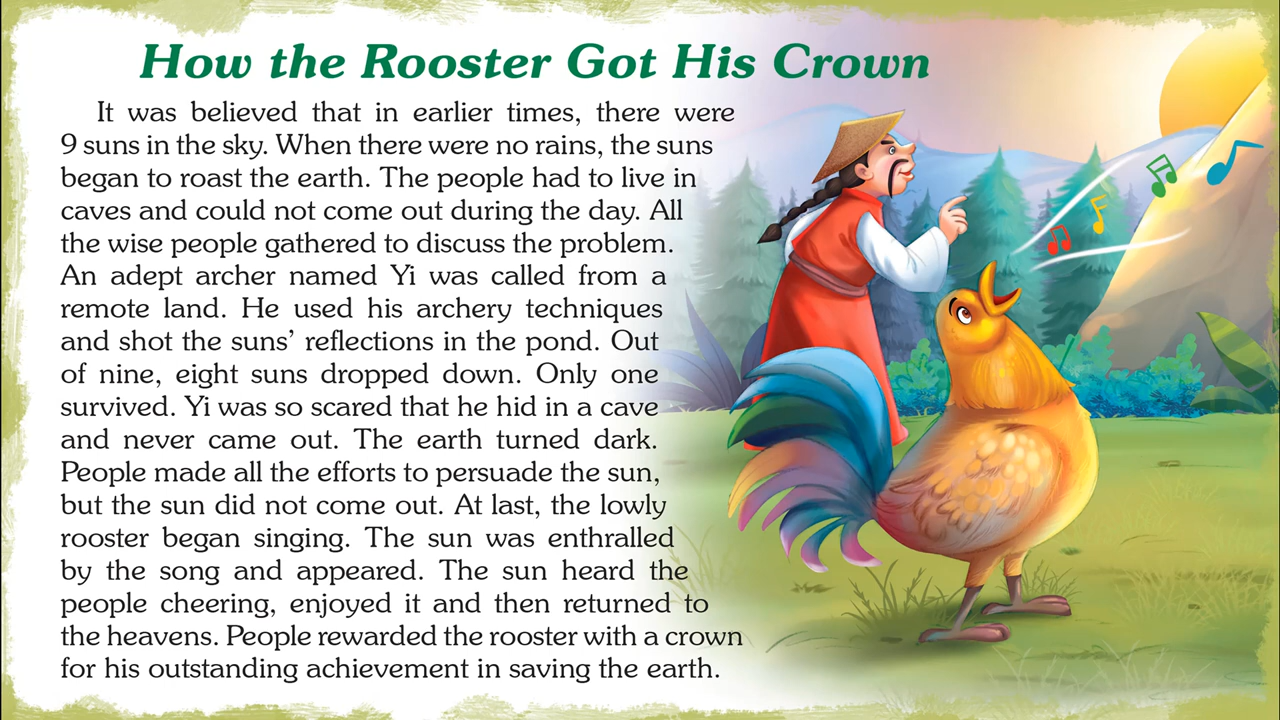 How the Rooster Got His Crown
It was believed that in earlier times, there were
9 suns in the sky. When there were no rains, the suns
began to roast the earth. The people had to live in
caves and could not come out during the day. All
the wise people gathered to discuss the problem.
An adept archer named Yi was called from a
remote land. He used his archery techniques
and shot the suns’ reflections in the pond. Out
of nine, eight suns dropped down. Only one
survived. Yi was so scared that he hid in a cave
and never came out. The earth turned dark.
People made all the efforts to persuade the sun,
but the sun did not come out. At last, the lowly
rooster began singing. The sun was enthralled
by the song and appeared. The sun heard the
people cheering, enjoyed it and then returned to
the heavens. People rewarded the rooster with a crown
for his outstanding achievement in saving the earth.